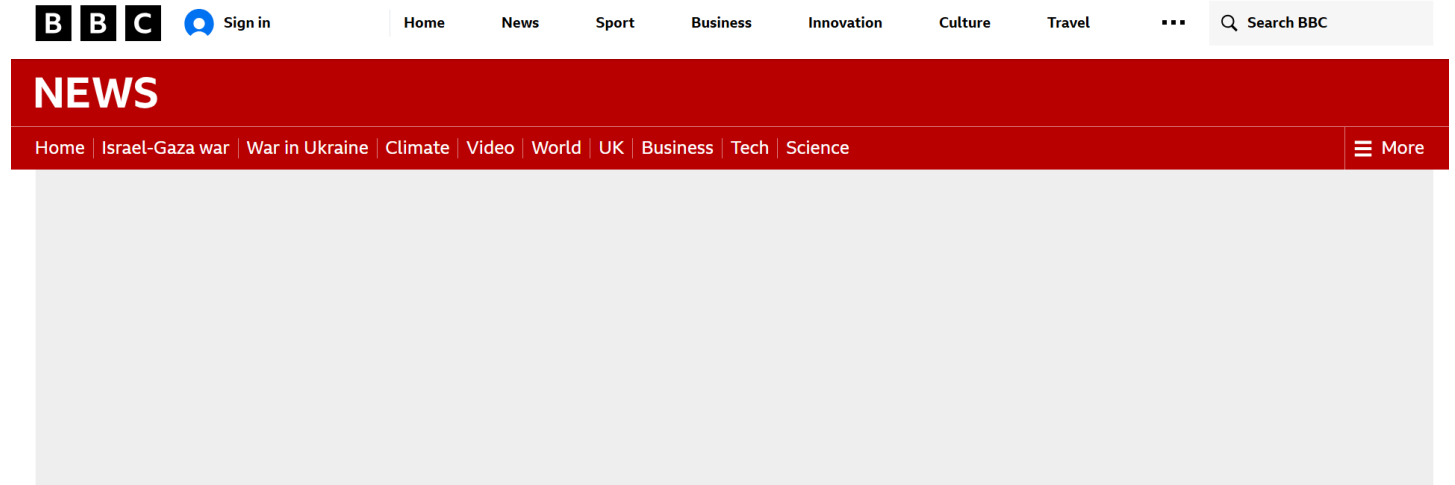 BBC Sign in Home News Sport Business Innovation Culture Travel Search BBC
NEWS
Home Israel-Gaza war War in Ukraine Climate Video World UK Business Tech Science More